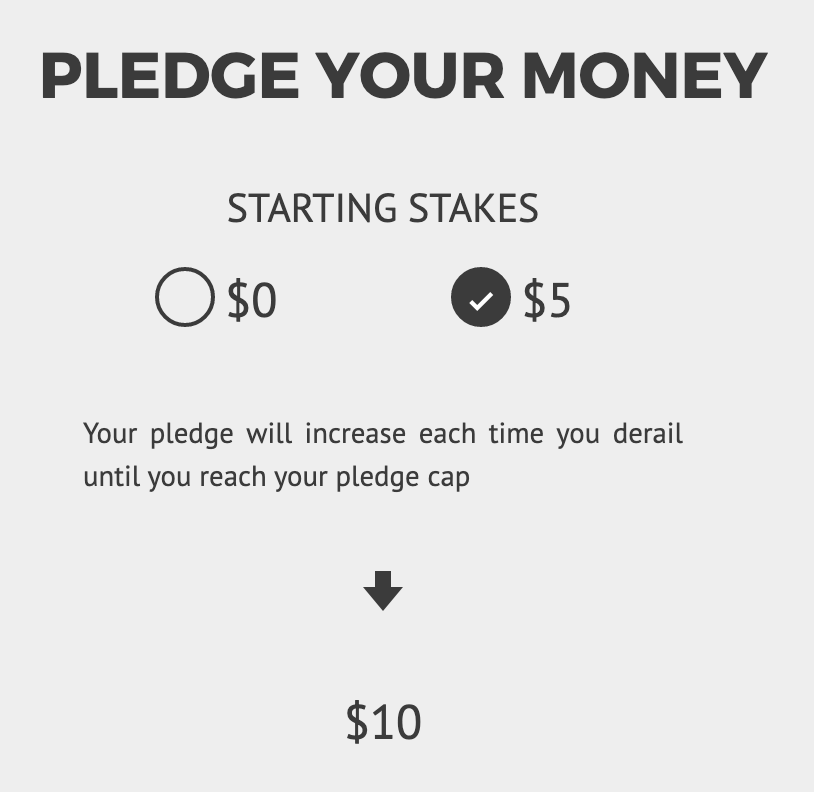 PLEDGE YOUR MONEY
STARTING STAKES
$0 $5
Your pledge will increase each time you derail
until you reach your pledge cap
$10